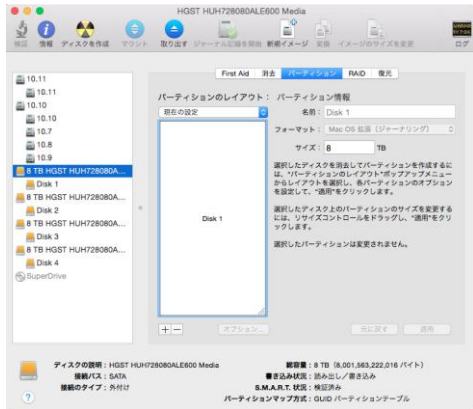 HGST HUH728080ALE600 Media
検証 情報 ディスクを作成 マウント 取り出す ジャーナル記録を開始 新規イメージ 変換 イメージのサイズを変更 ログ
10.11
10.11
10.10
10.10
10.7
10.8
10.9
8 TB HGST HUH728080A...
Disk 1
8 TB HGST HUH728080A...
Disk 2
8 TB HGST HUH728080A...
Disk 3
8 TB HGST HUH728080A...
Disk 4
SuperDrive
First Aid 消去 パーティション RAID 復元
パーティションのレイアウト： パーティション情報
現在の設定
名前： Disk 1
フォーマット： Mac OS 拡張（ジャーナリング）
サイズ： 8 TB
選択したディスクを消去してパーティションを作成するに
は、"パーティションのレイアウト"ポップアップメニュー
からレイアウトを選択し、各パーティションのオプション
を設定して、"適用"をクリックします。
選択したディスク上のパーティションのサイズを変更する
には、リサイズコントロールをドラッグし、"適用"をクリ
ックします。
選択したパーティションは変更されません。
Disk 1
+ − オプション... 元に戻す 適用
ディスクの説明：HGST HUH728080ALE600 Media
接続バス：SATA
接続のタイプ：外付け
総容量：8 TB（8,001,563,222,016 バイト）
書き込み状況：読み出し／書き込み
S.M.A.R.T. 状況：検証済み
パーティションマップ方式：GUID パーティションテーブル
?